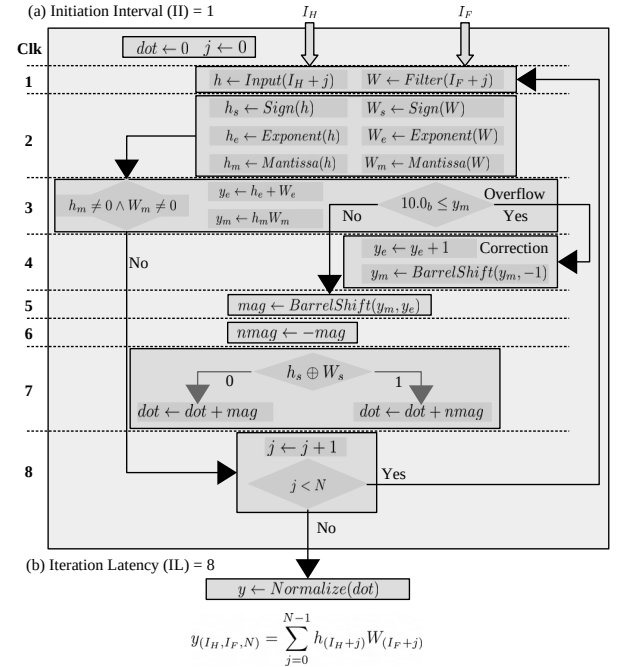 (a) Initiation Interval (II) = 1
I_H I_F
Clk
dot ← 0 j ← 0
1
h ← Input(I_H + j) W ← Filter(I_F + j)
2
h_s ← Sign(h) W_s ← Sign(W)
h_e ← Exponent(h) W_e ← Exponent(W)
h_m ← Mantissa(h) W_m ← Mantissa(W)
3
h_m ≠ 0 ∧ W_m ≠ 0
y_e ← h_e + W_e
y_m ← h_m W_m
10.0_b ≤ y_m
Overflow
No Yes
4
No
y_e ← y_e + 1 Correction
y_m ← BarrelShift(y_m, -1)
5
mag ← BarrelShift(y_m, y_e)
6
nmag ← -mag
7
h_s ⊕ W_s
0 1
dot ← dot + mag dot ← dot + nmag
8
j ← j + 1
j < N
Yes
No
(b) Iteration Latency (IL) = 8
y ← Normalize(dot)
y_{(I_H, I_F, N)} = \sum_{j=0}^{N-1} h_{(I_H+j)} W_{(I_F+j)}